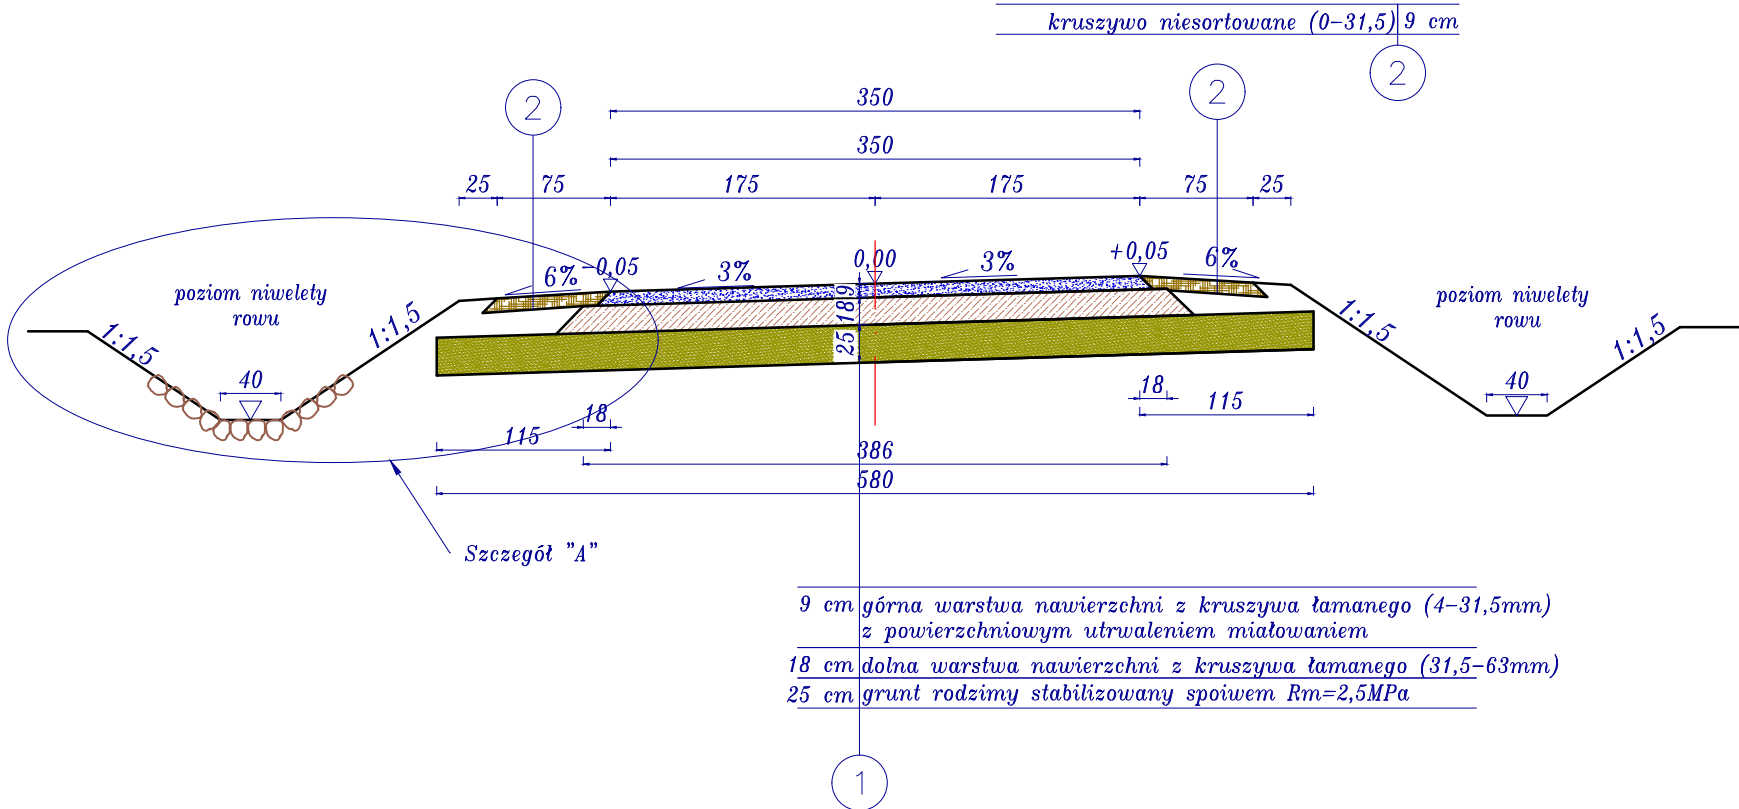 kruszywo niesortowane (0-31,5) 9 cm
2
2
2
350
350
25 75 175 175 75 25
6% -0,05 3% 0,00 3% +0,05 6%
poziom niwelety
rowu
poziom niwelety
rowu
1:1,5
1:1,5
1:1,5
1:1,5
9
18
25
40
40
18
115
18
115
386
580
Szczegół "A"
9 cm górna warstwa nawierzchni z kruszywa łamanego (4-31,5mm)
z powierzchniowym utrwaleniem miałowaniem
18 cm dolna warstwa nawierzchni z kruszywa łamanego (31,5-63mm)
25 cm grunt rodzimy stabilizowany spoiwem Rm=2,5MPa
1